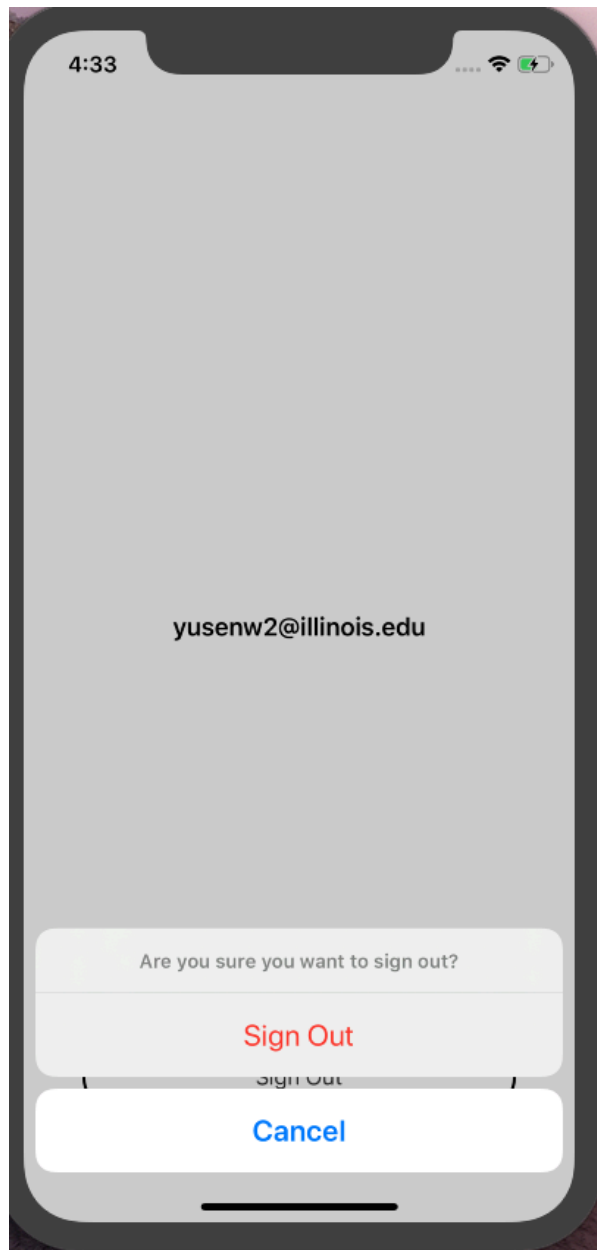 4:33
yusenw2@illinois.edu
Are you sure you want to sign out?
Sign Out
Sign Out
Cancel